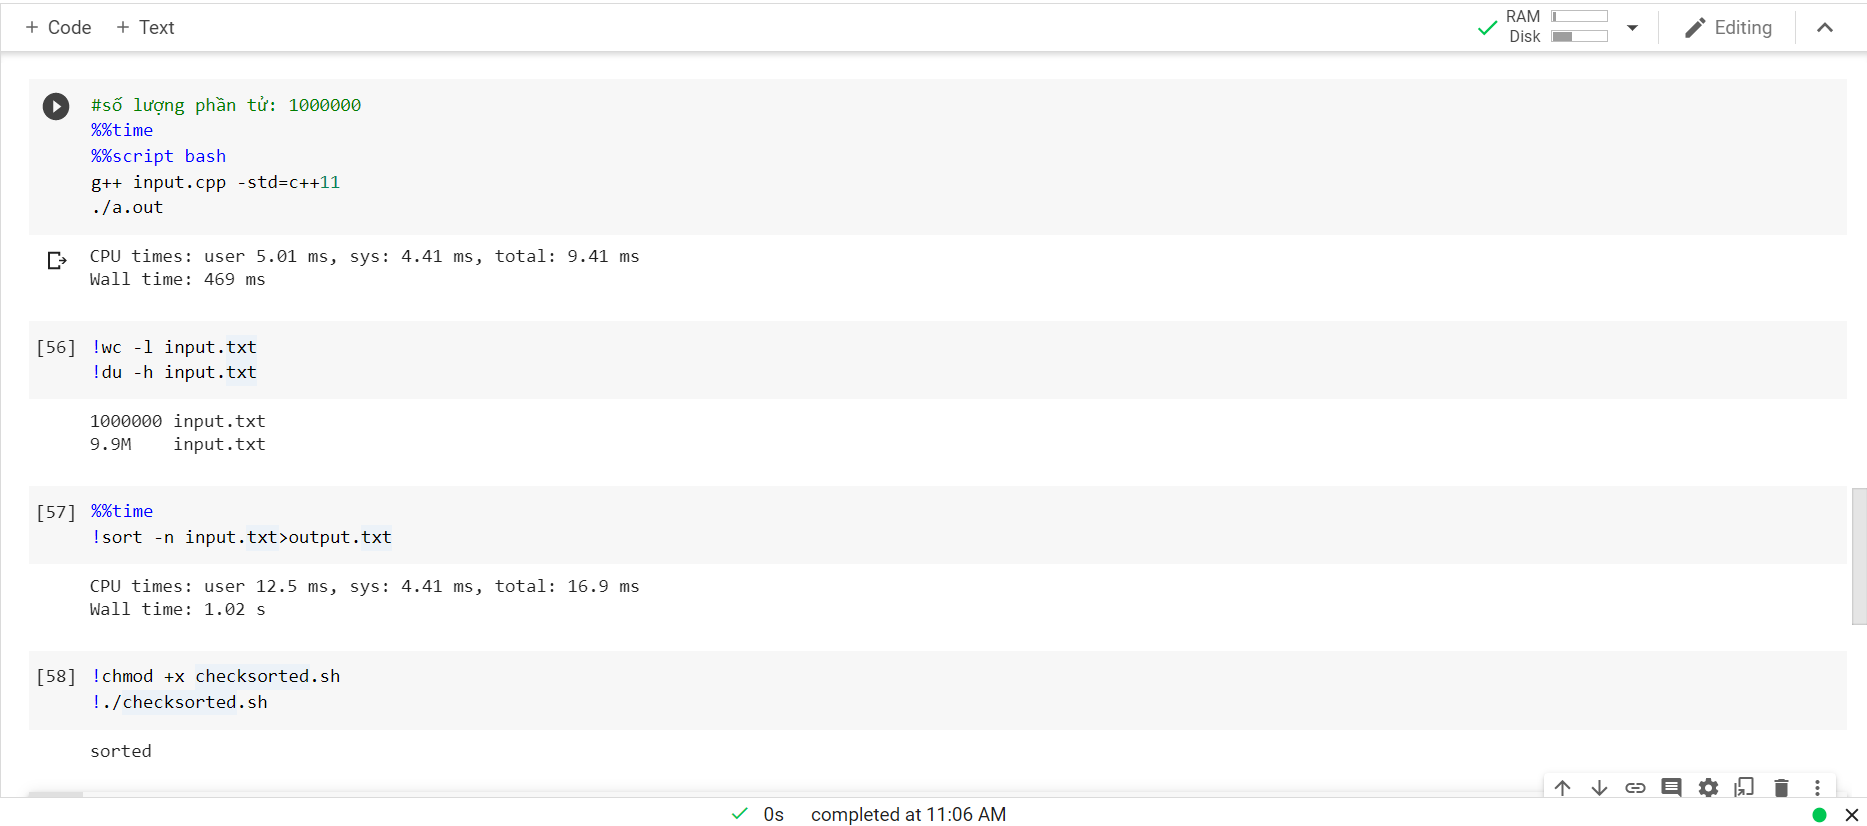 + Code + Text
RAM
Disk
Editing
#số lượng phần tử: 1000000
%%time
%%script bash
g++ input.cpp -std=c++11
./a.out
CPU times: user 5.01 ms, sys: 4.41 ms, total: 9.41 ms
Wall time: 469 ms
[56] !wc -l input.txt
!du -h input.txt
1000000 input.txt
9.9M input.txt
[57] %%time
!sort -n input.txt>output.txt
CPU times: user 12.5 ms, sys: 4.41 ms, total: 16.9 ms
Wall time: 1.02 s
[58] !chmod +x checksorted.sh
!./checksorted.sh
sorted
0s completed at 11:06 AM